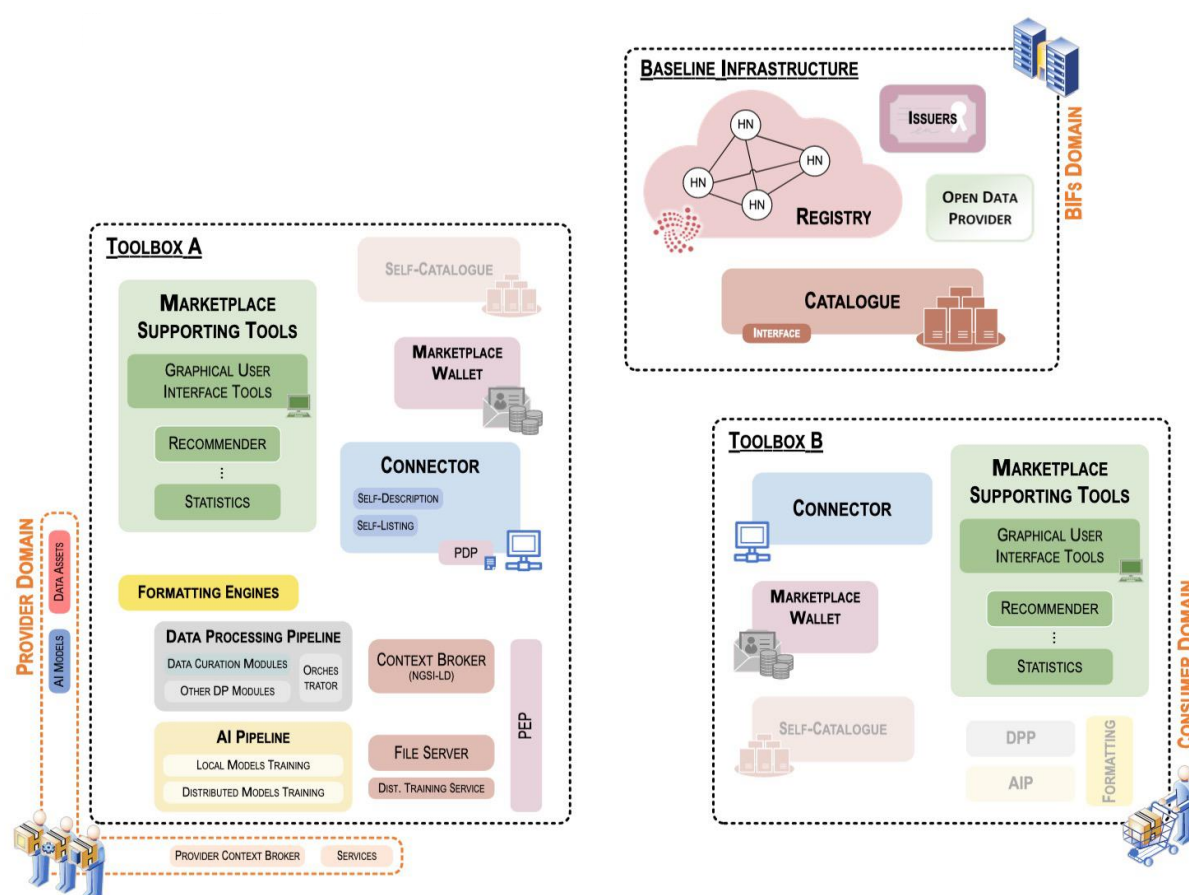 BASELINE INFRASTRUCTURE
HN
HN
HN
HN
REGISTRY
ISSUERS
OPEN DATA
PROVIDER
CATALOGUE
INTERFACE
BIFS DOMAIN
TOOLBOX A
SELF-CATALOGUE
MARKETPLACE
SUPPORTING TOOLS
GRAPHICAL USER
INTERFACE TOOLS
RECOMMENDER
⋮
STATISTICS
MARKETPLACE
WALLET
CONNECTOR
SELF-DESCRIPTION
SELF-LISTING
PDP
FORMATTING ENGINES
DATA PROCESSING PIPELINE
DATA CURATION MODULES
OTHER DP MODULES
ORCHES
TRATOR
CONTEXT BROKER
(NGSI-LD)
AI PIPELINE
LOCAL MODELS TRAINING
DISTRIBUTED MODELS TRAINING
FILE SERVER
DIST. TRAINING SERVICE
PEP
PROVIDER DOMAIN
DATA ASSETS
AI MODELS
PROVIDER CONTEXT BROKER
SERVICES
TOOLBOX B
CONNECTOR
MARKETPLACE
WALLET
SELF-CATALOGUE
MARKETPLACE
SUPPORTING TOOLS
GRAPHICAL USER
INTERFACE TOOLS
RECOMMENDER
⋮
STATISTICS
DPP
AIP
FORMATTING
CONSUMER DOMAIN